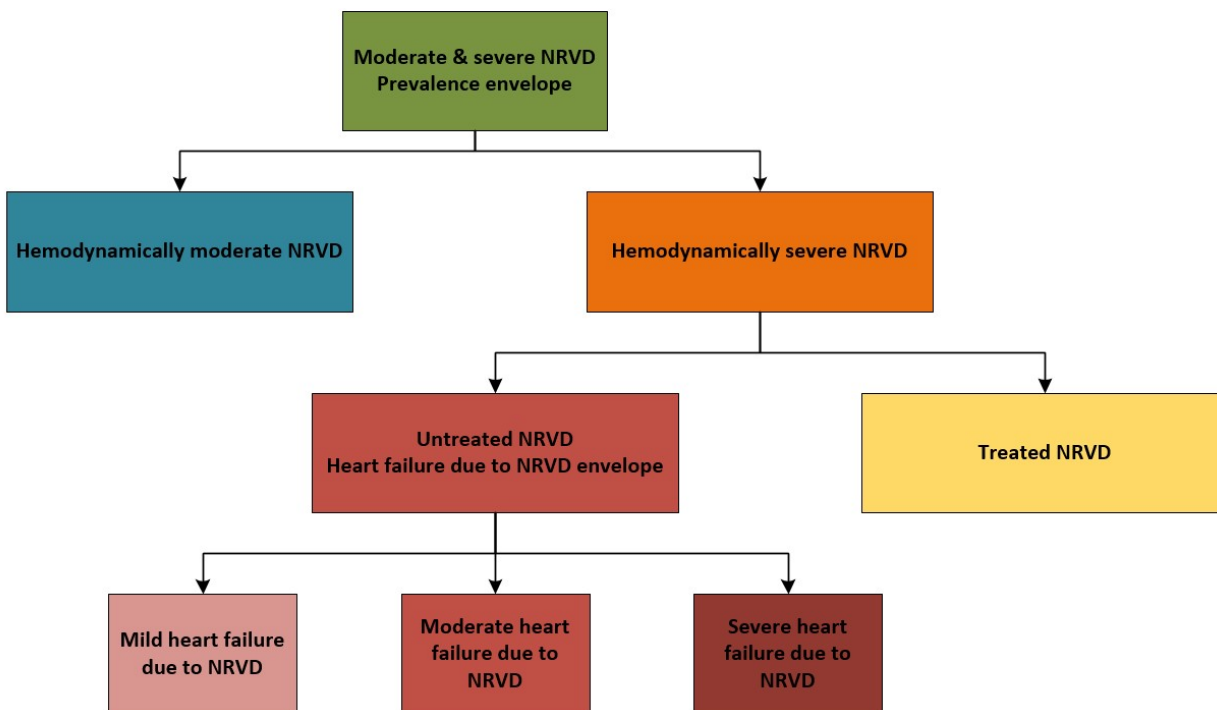 Moderate & severe NRVD
Prevalence envelope
Hemodynamically moderate NRVD
Hemodynamically severe NRVD
Untreated NRVD
Heart failure due to NRVD envelope
Treated NRVD
Mild heart failure
due to NRVD
Moderate heart
failure due to
NRVD
Severe heart
failure due to
NRVD